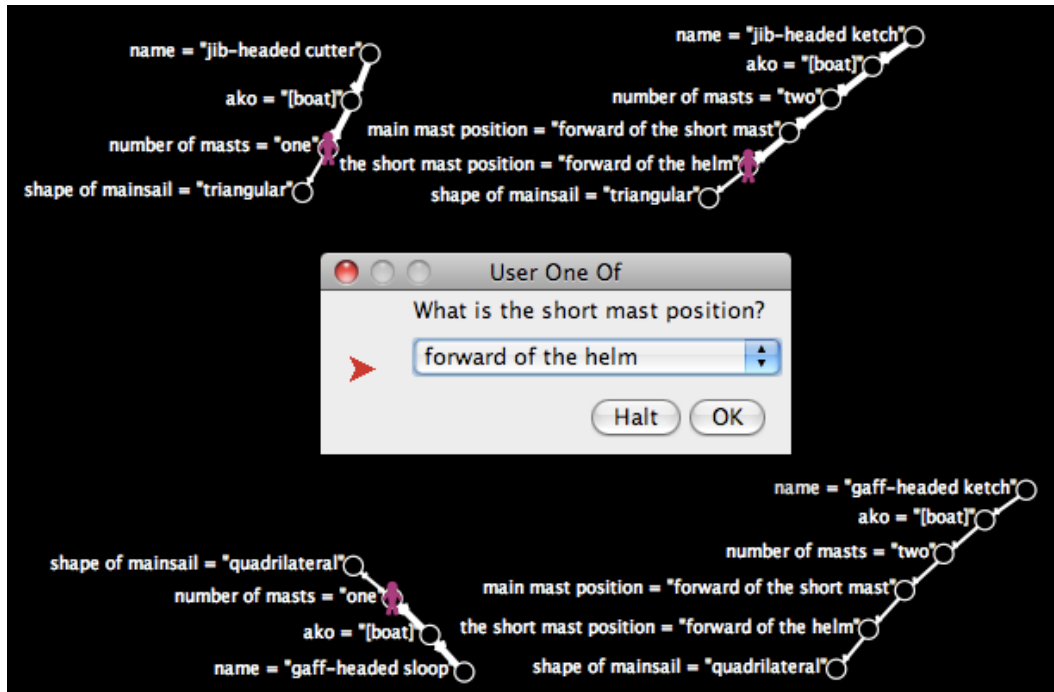 name = "jib-headed cutter"
ako = "[boat]"
number of masts = "one"
shape of mainsail = "triangular"
name = "jib-headed ketch"
ako = "[boat]"
number of masts = "two"
main mast position = "forward of the short mast"
the short mast position = "forward of the helm"
shape of mainsail = "triangular"
User One Of
What is the short mast position?
forward of the helm
Halt OK
shape of mainsail = "quadrilateral"
number of masts = "one
ako = "[boat]"
name = "gaff-headed sloop
name = "gaff-headed ketch"
ako = "[boat]"
number of masts = "two"
main mast position = "forward of the short mast"
the short mast position = "forward of the helm"
shape of mainsail = "quadrilateral"